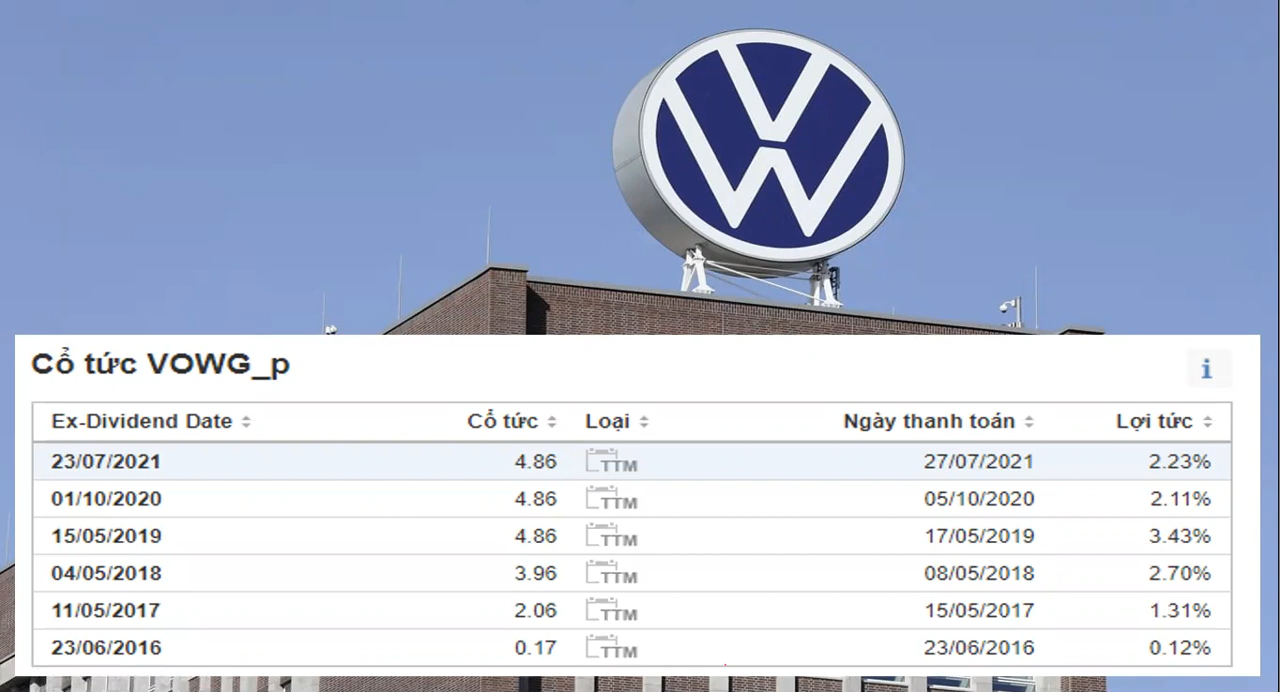 VW
Cổ tức VOWG_p
i
Ex-Dividend Date Cổ tức Loại Ngày thanh toán Lợi tức
23/07/2021 4.86 TTM 27/07/2021 2.23%
01/10/2020 4.86 TTM 05/10/2020 2.11%
15/05/2019 4.86 TTM 17/05/2019 3.43%
04/05/2018 3.96 TTM 08/05/2018 2.70%
11/05/2017 2.06 TTM 15/05/2017 1.31%
23/06/2016 0.17 TTM 23/06/2016 0.12%